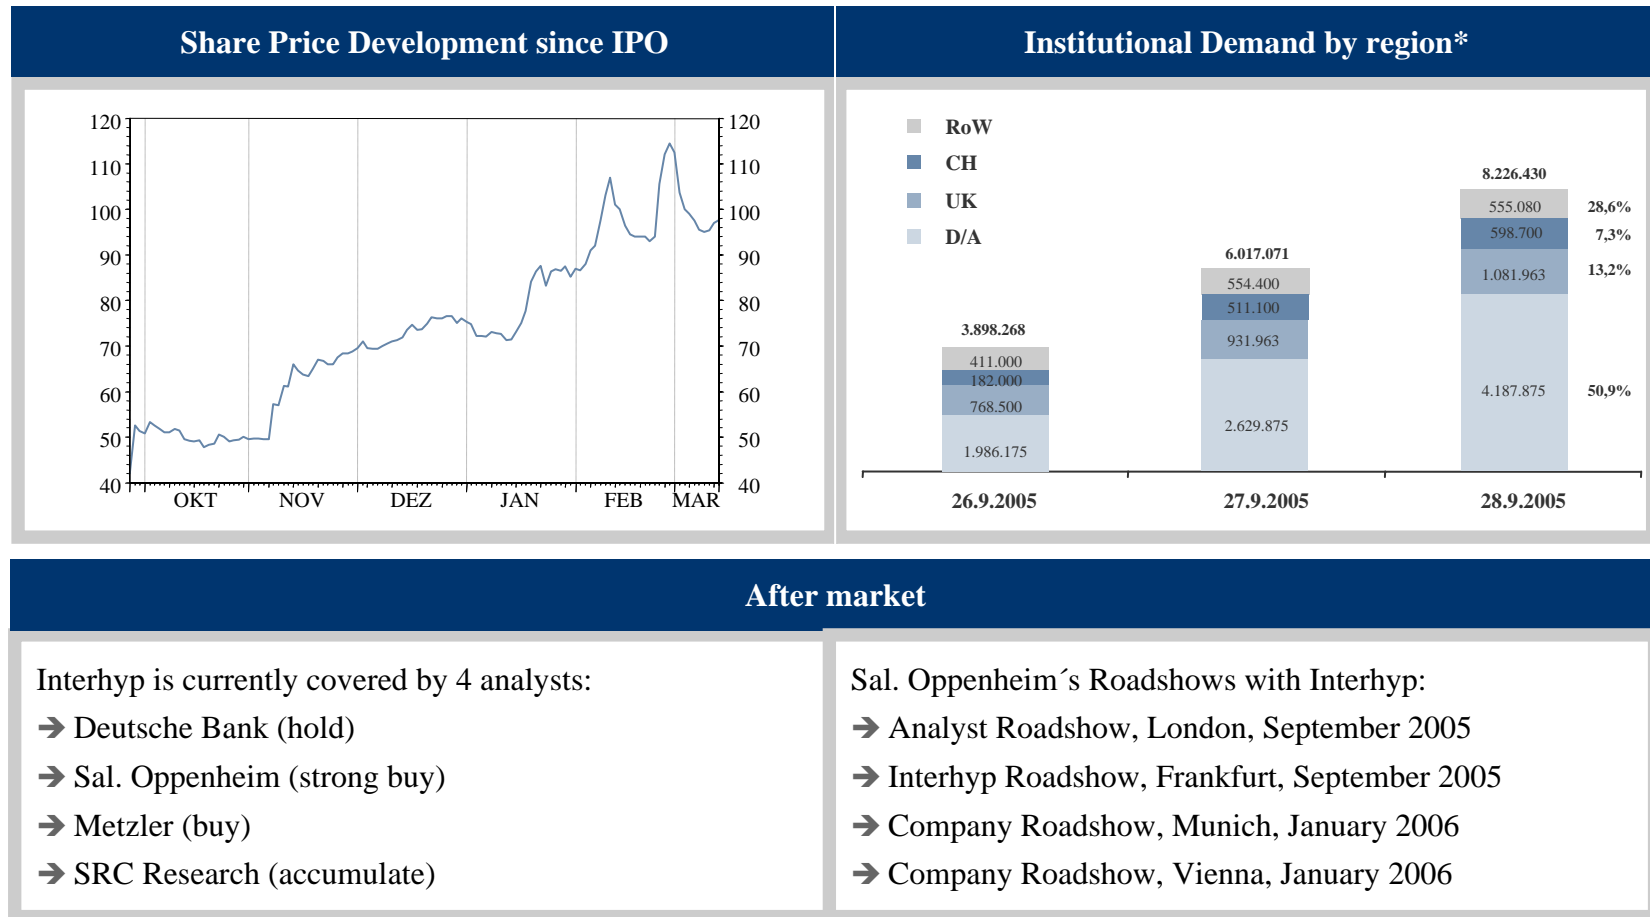 Share Price Development since IPO
120 120
110 110
100 100
90 90
80 80
70 70
60 60
50 50
40 40
OKT NOV DEZ JAN FEB MAR
Institutional Demand by region*
RoW
CH
UK
D/A
3.898.268
411.000
182.000
768.500
1.986.175
6.017.071
554.400
511.100
931.963
2.629.875
8.226.430
555.080 28,6%
598.700 7,3%
1.081.963 13,2%
4.187.875 50,9%
26.9.2005 27.9.2005 28.9.2005
After market
Interhyp is currently covered by 4 analysts:
➔ Deutsche Bank (hold)
➔ Sal. Oppenheim (strong buy)
➔ Metzler (buy)
➔ SRC Research (accumulate)
Sal. Oppenheim´s Roadshows with Interhyp:
➔ Analyst Roadshow, London, September 2005
➔ Interhyp Roadshow, Frankfurt, September 2005
➔ Company Roadshow, Munich, January 2006
➔ Company Roadshow, Vienna, January 2006